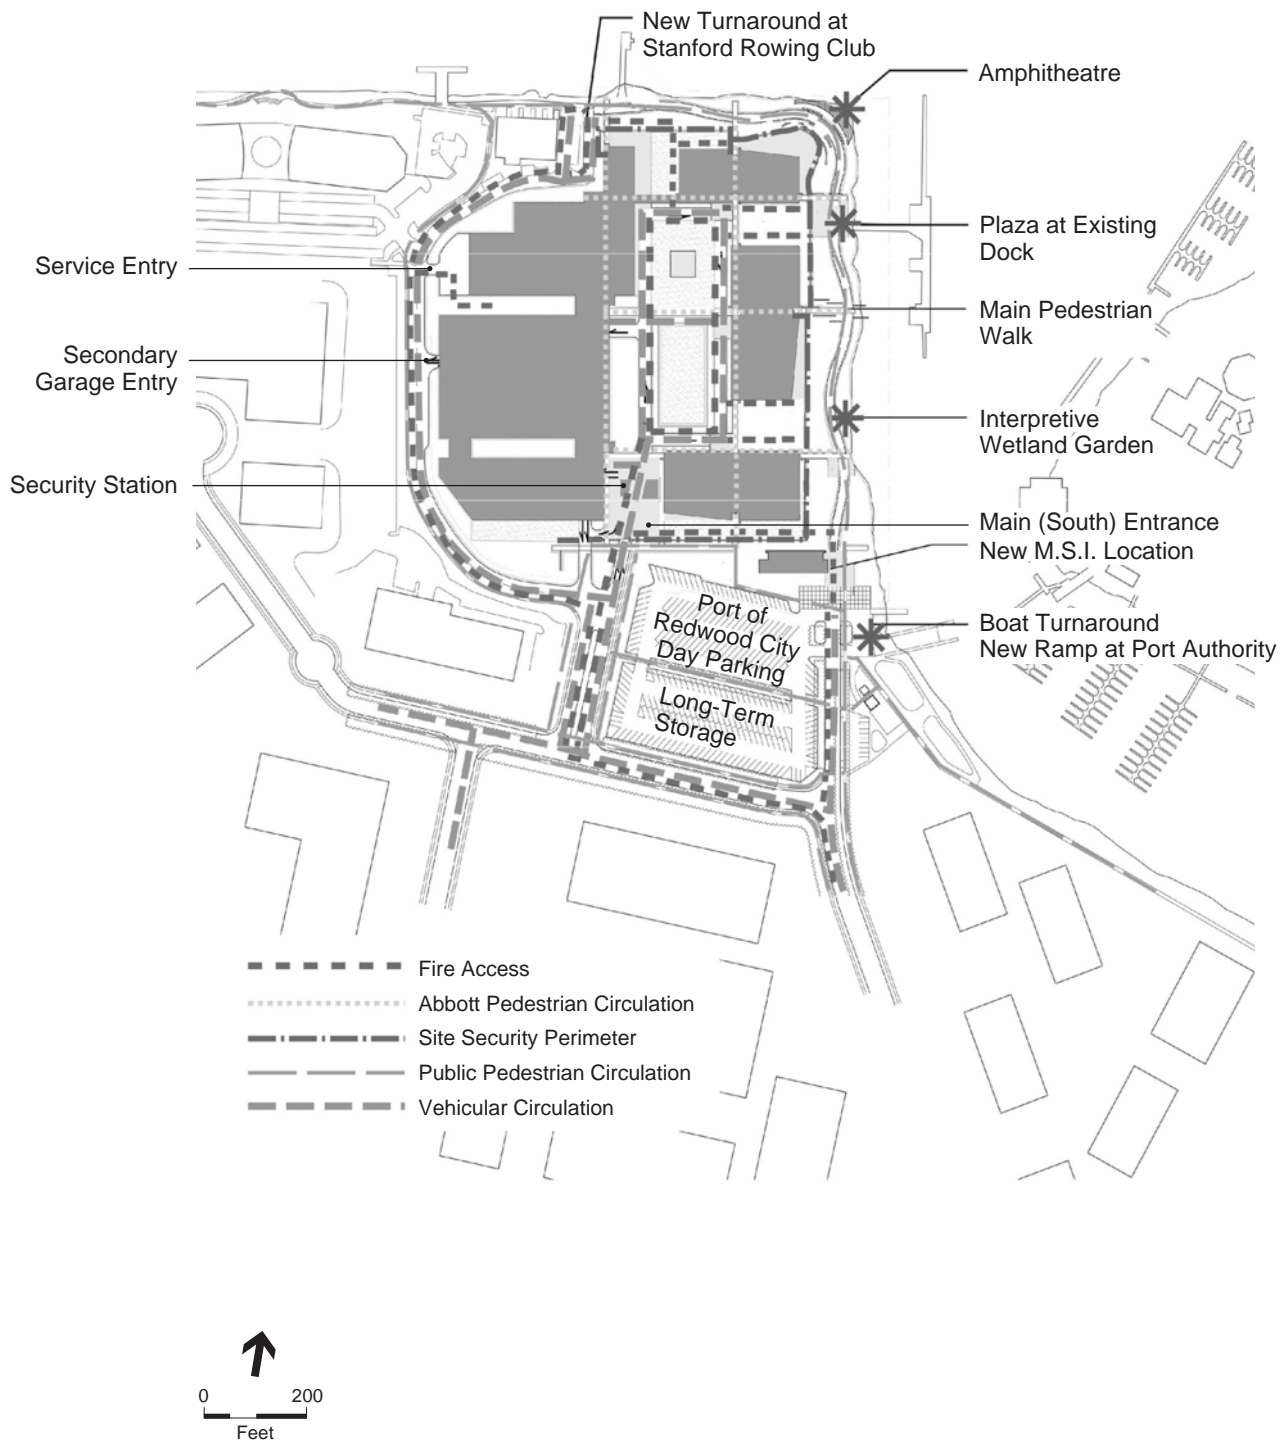 New Turnaround at
Stanford Rowing Club
Amphitheatre
Plaza at Existing
Dock
Service Entry
Main Pedestrian
Walk
Secondary
Garage Entry
Interpretive
Wetland Garden
Security Station
Main (South) Entrance
New M.S.I. Location
Port of
Redwood City
Day Parking
Boat Turnaround
New Ramp at Port Authority
Long-Term
Storage
Fire Access
Abbott Pedestrian Circulation
Site Security Perimeter
Public Pedestrian Circulation
Vehicular Circulation
0 200
Feet